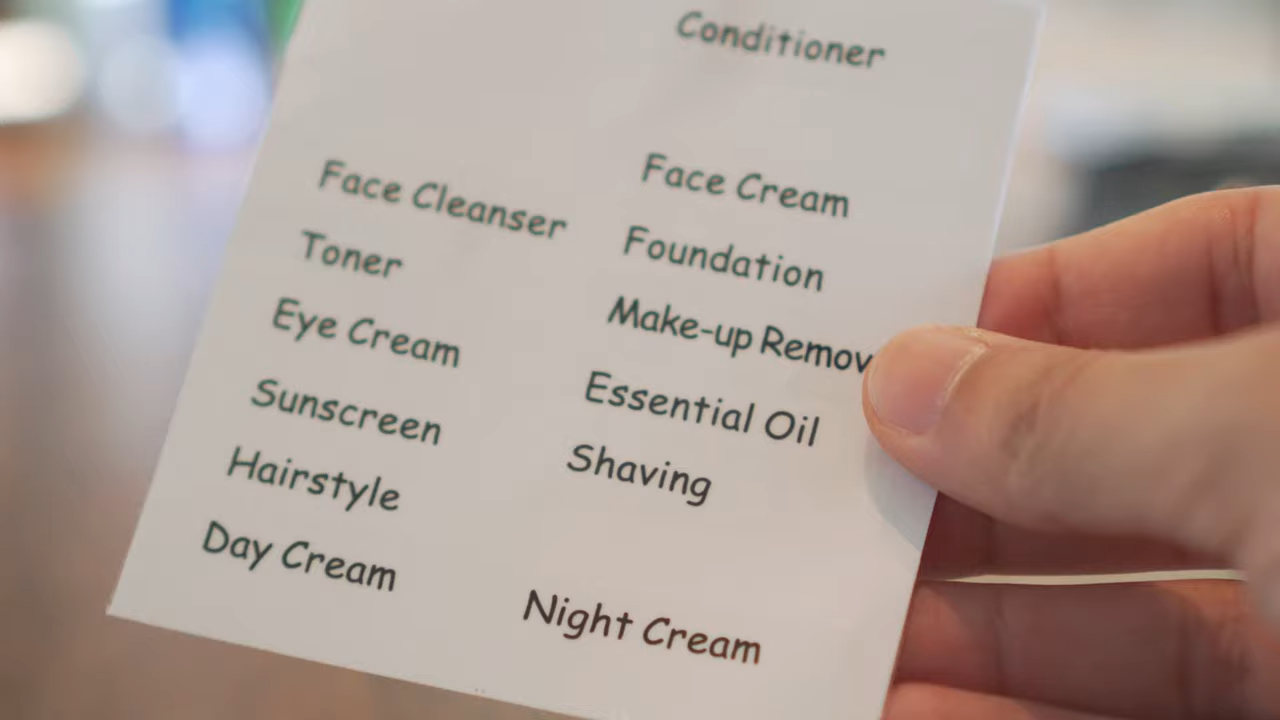 Conditioner
Face Cleanser
Toner
Eye Cream
Sunscreen
Hairstyle
Day Cream
Face Cream
Foundation
Make-up Remov
Essential Oil
Shaving
Night Cream